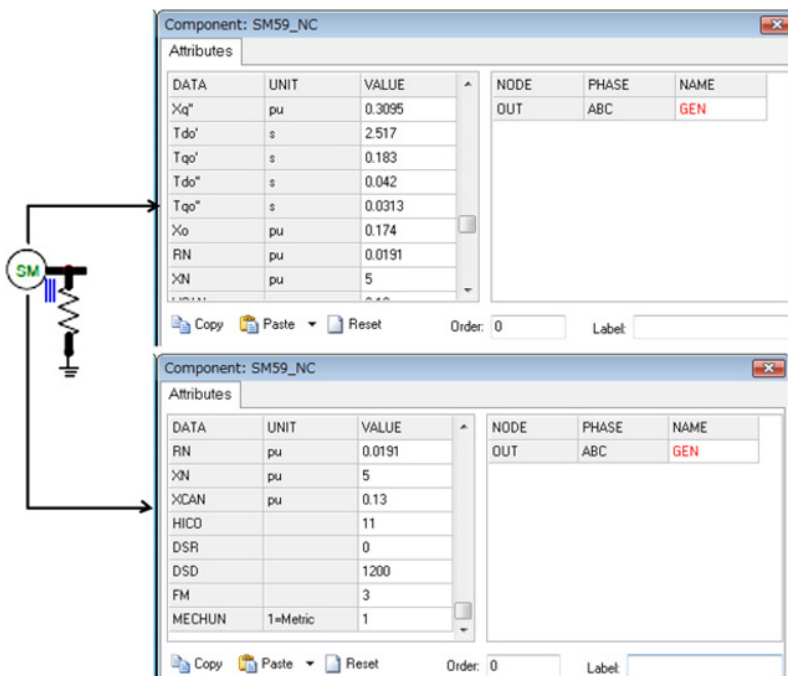 Component: SM59_NC
Attributes
DATA UNIT VALUE NODE PHASE NAME
Xq" pu 0.3095 OUT ABC GEN
Tdo' s 2.517
Tqo' s 0.183
Tdo" s 0.042
Tqo" s 0.0313
Xo pu 0.174
RN pu 0.0191
XN pu 5
Copy Paste Reset Order: 0 Label:
SM
Component: SM59_NC
Attributes
DATA UNIT VALUE NODE PHASE NAME
RN pu 0.0191 OUT ABC GEN
XN pu 5
XCAN pu 0.13
HICO 11
DSR 0
DSD 1200
FM 3
MECHUN 1=Metric 1
Copy Paste Reset Order: 0 Label: